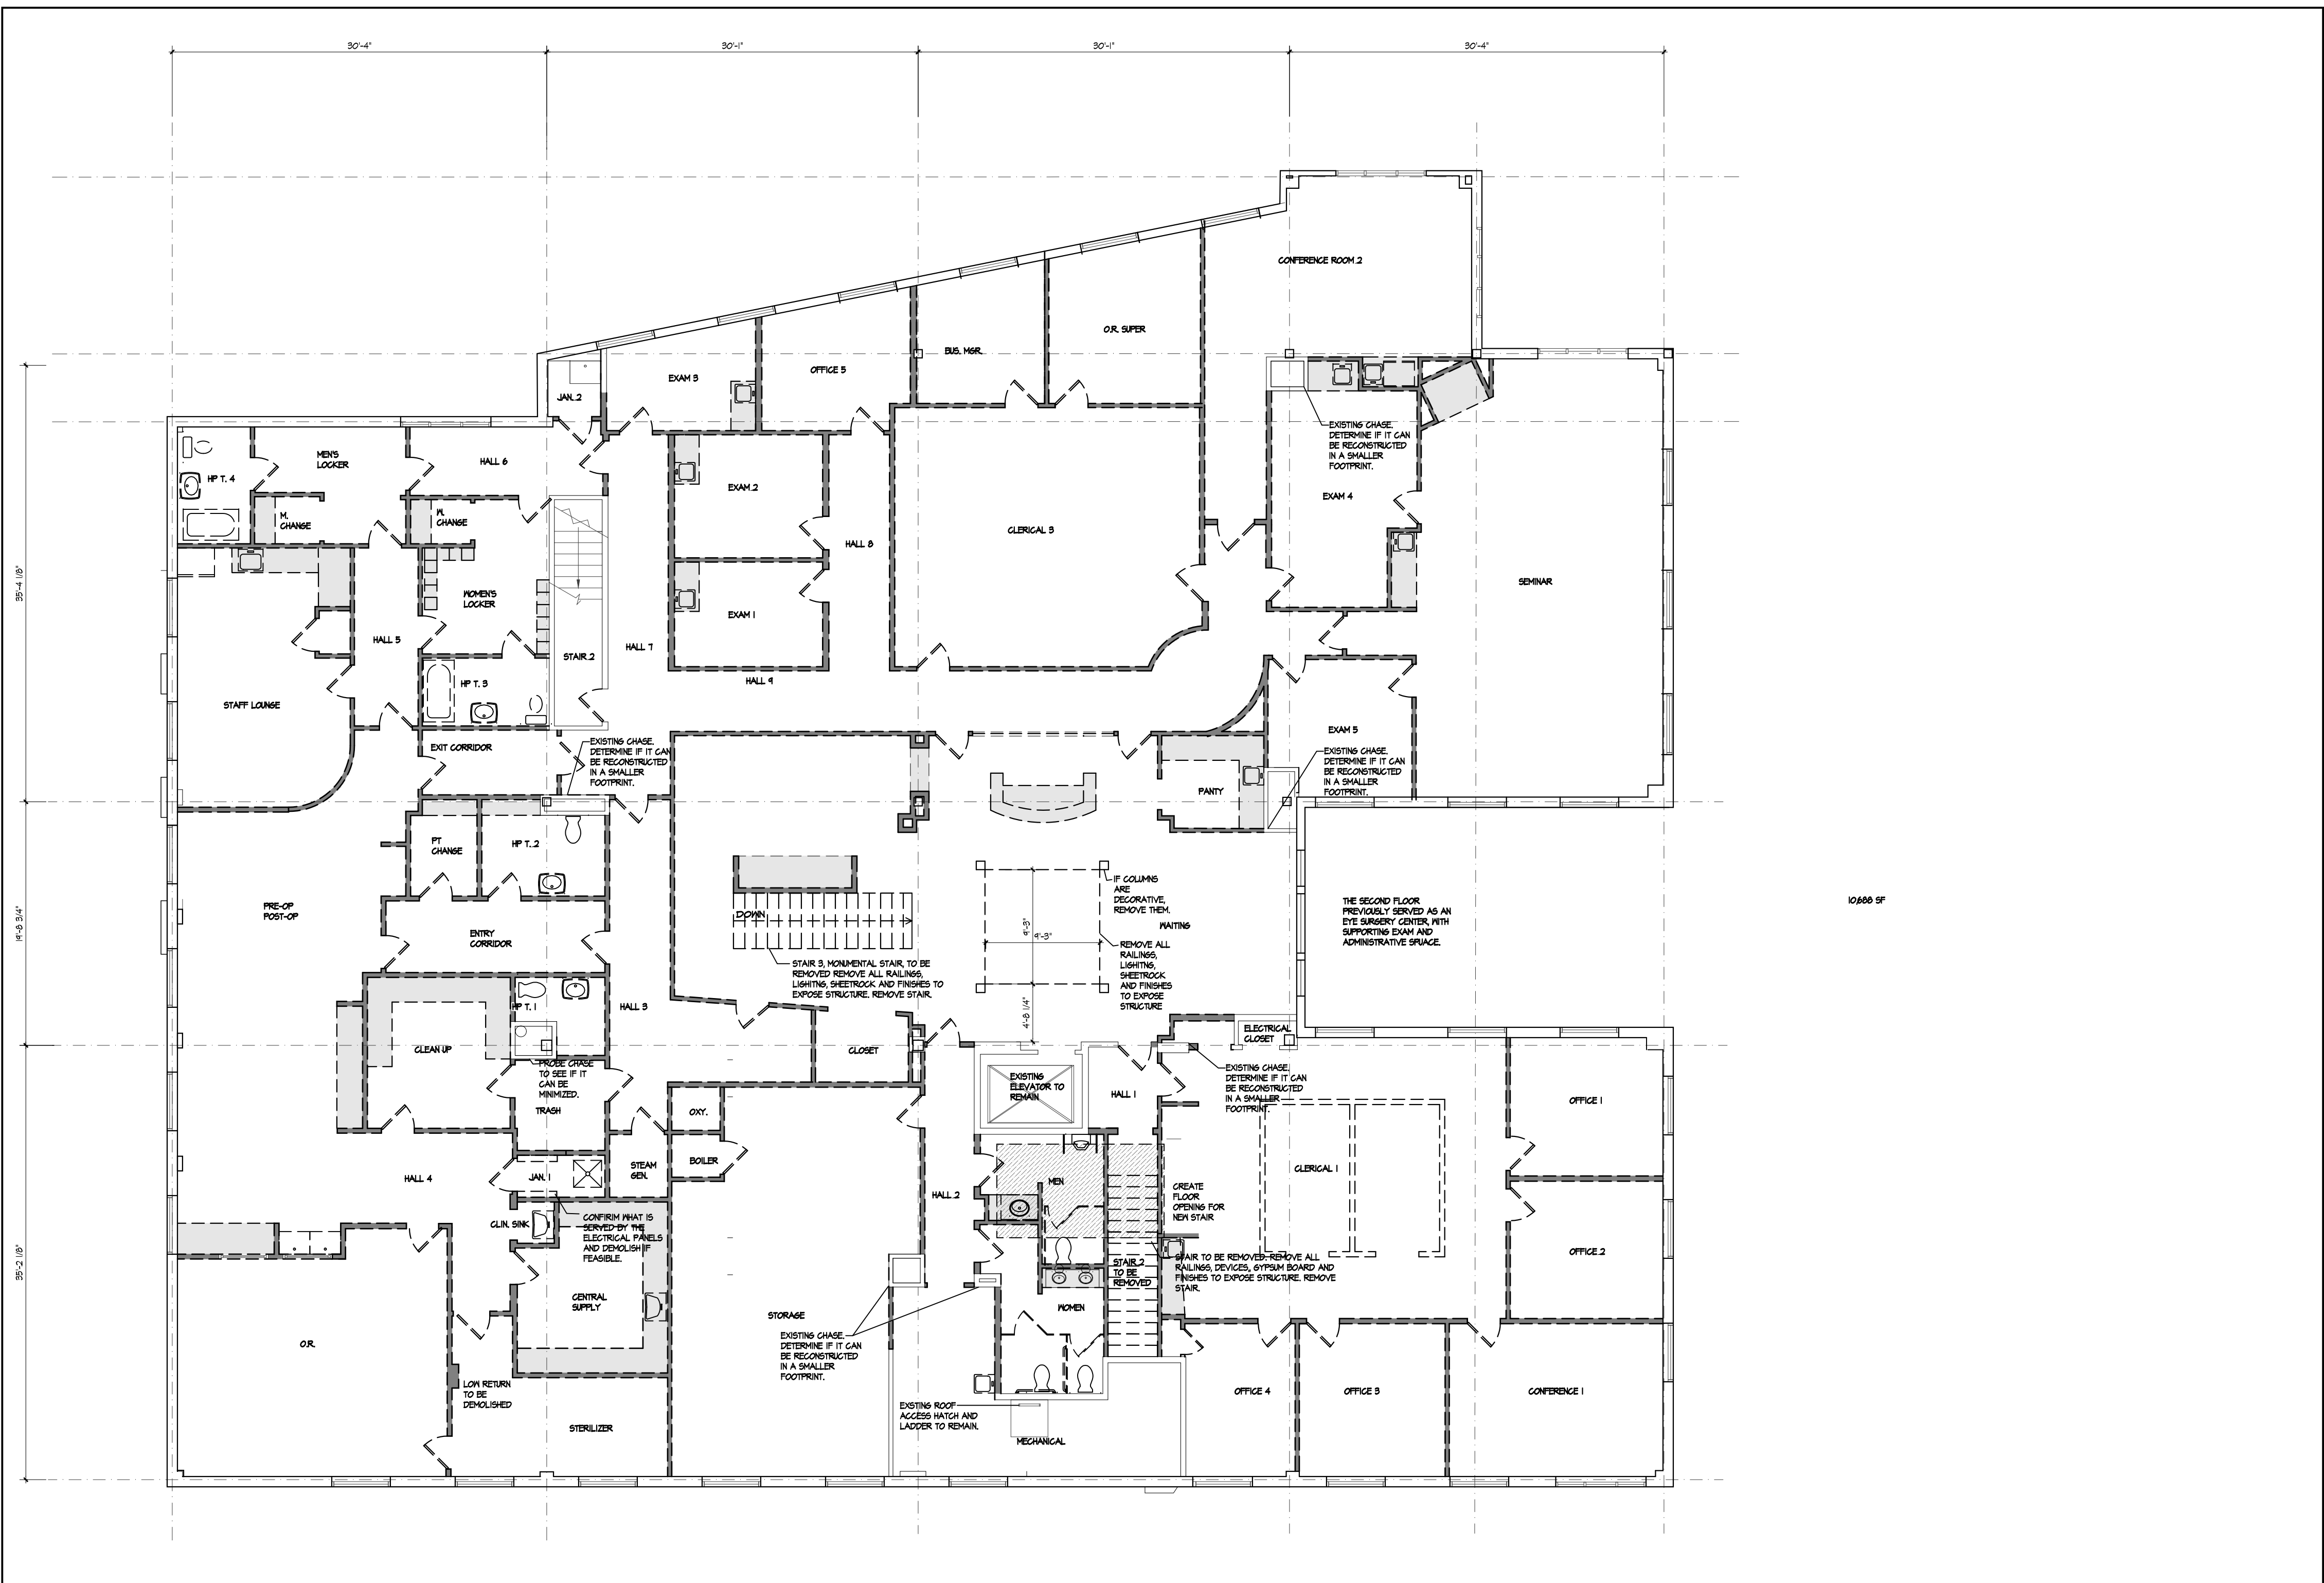 30'-4"
30'-1"
30'-1"
30'-4"
CONFERENCE ROOM 2
O.R. SUPER
BUS. MGR.
OFFICE 5
EXAM 3
JAN. 2
EXISTING CHASE.
DETERMINE IF IT CAN
BE RECONSTRUCTED
IN A SMALLER
FOOTPRINT.
MEN'S
LOCKER
HALL 6
HP T. 4
EXAM 2
EXAM 4
M.
CHANGE
W.
CHANGE
CLERICAL 3
HALL 8
35'-4 1/8"
SEMINAR
WOMEN'S
LOCKER
EXAM 1
HALL 5
HALL 7
STAIR 2
HALL 9
HP T. 3
STAFF LOUNGE
EXAM 5
EXIT CORRIDOR
EXISTING CHASE.
DETERMINE IF IT CAN
BE RECONSTRUCTED
IN A SMALLER
FOOTPRINT.
EXISTING CHASE.
DETERMINE IF IT CAN
BE RECONSTRUCTED
IN A SMALLER
FOOTPRINT.
PANTY
PT
CHANGE
HP T. 2
IF COLUMNS
ARE
DECORATIVE,
REMOVE THEM.
THE SECOND FLOOR
PREVIOUSLY SERVED AS AN
EYE SURGERY CENTER, WITH
SUPPORTING EXAM AND
ADMINISTRATIVE SPUACE.
10,688 SF
PRE-OP
POST-OP
DOWN
19'-8 3/4"
9'-3"
9'-3"
WAITING
ENTRY
CORRIDOR
REMOVE ALL
RAILINGS,
LIGHITNG,
SHEETROCK
AND FINISHES
TO EXPOSE
STRUCTURE
STAIR 3, MONUMENTAL STAIR, TO BE
REMOVED REMOVE ALL RAILINGS,
LIGHITNG, SHEETROCK AND FINISHES TO
EXPOSE STRUCTURE. REMOVE STAIR.
HP T. 1
HALL 3
4'-8 1/4"
ELECTRICAL
CLOSET
CLEAN UP
CLOSET
PROBE CHASE
TO SEE IF IT
CAN BE
MINIMIZED.
EXISTING
ELEVATOR TO
REMAIN
EXISTING CHASE.
DETERMINE IF IT CAN
BE RECONSTRUCTED
IN A SMALLER
FOOTPRINT.
HALL 1
OFFICE 1
TRASH
OXY.
BOILER
STEAM
GEN.
HALL 4
JAN. 1
CLERICAL 1
MEN
HALL 2
CREATE
FLOOR
OPENING FOR
NEW STAIR
CLIN. SINK
CONFIRIM WHAT IS
SERVED BY THE
ELECTRICAL PANELS
AND DEMOLISH IF
FEASIBLE.
OFFICE 2
STAIR TO BE REMOVED. REMOVE ALL
RAILINGS, DEVICES, GYPSUM BOARD AND
FINISHES TO EXPOSE STRUCTURE. REMOVE
STAIR.
STAIR 2
TO BE
REMOVED
35'-2 1/8"
CENTRAL
SUPPLY
WOMEN
STORAGE
O.R.
EXISTING CHASE.
DETERMINE IF IT CAN
BE RECONSTRUCTED
IN A SMALLER
FOOTPRINT.
LOW RETURN
TO BE
DEMOLISHED
OFFICE 4
OFFICE 3
CONFERENCE 1
EXSTING ROOF
ACCESS HATCH AND
LADDER TO REMAIN.
STERILIZER
MECHANICAL